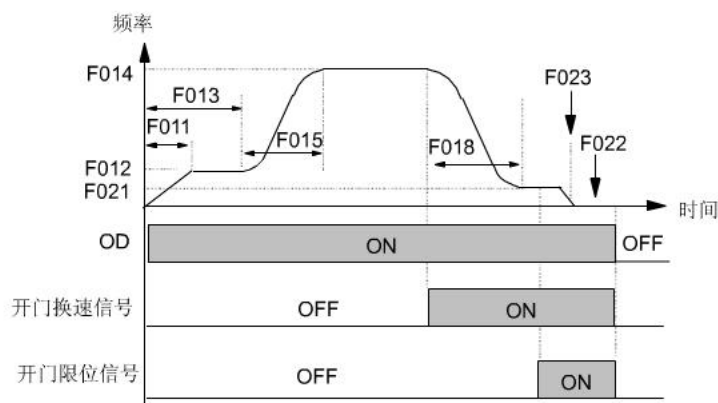 频率
F014
F013
F011
F015
F012
F021
F018
F023
F022
时间
OD
ON
OFF
开门换速信号
OFF
ON
开门限位信号
OFF
ON